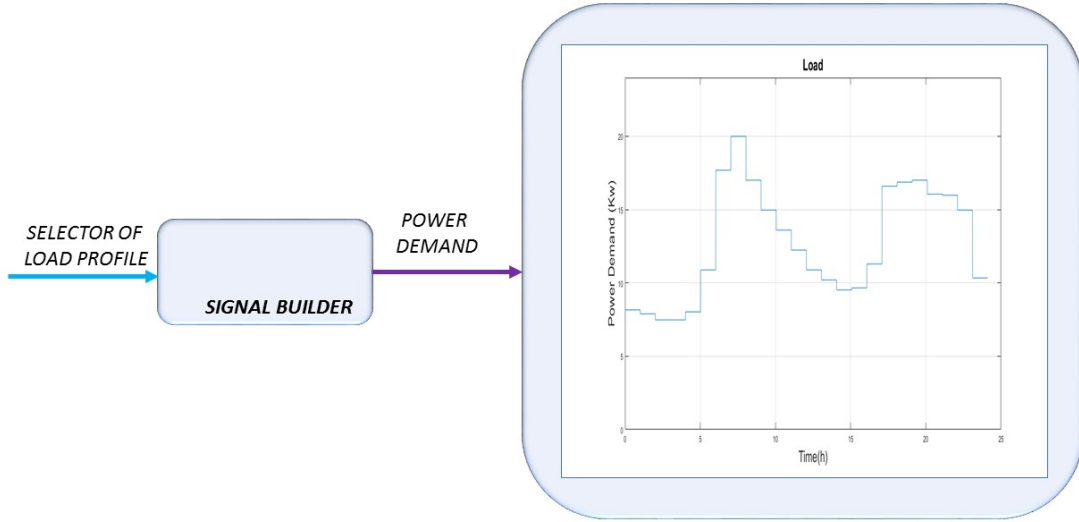 SELECTOR OF
LOAD PROFILE
SIGNAL BUILDER
POWER
DEMAND
Load
Power Demand (Kw)
20
15
10
5
0
0 5 10 15 20 25
Time(h)